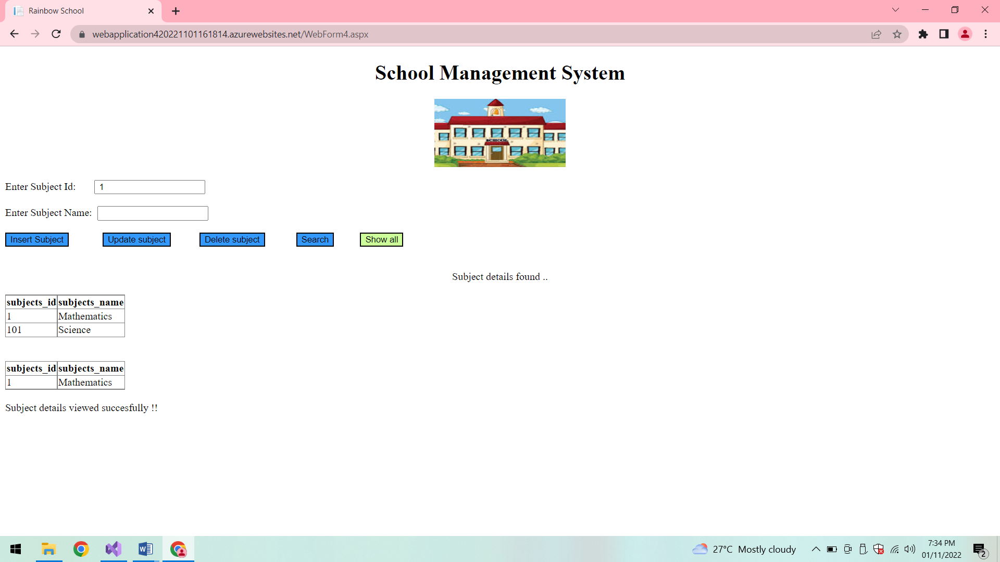 Rainbow School
webapplication420221101161814.azurewebsites.net/WebForm4.aspx
School Management System
SCHOOL
Enter Subject Id: 1
Enter Subject Name:
Insert Subject Update subject Delete subject Search Show all
Subject details found ..
subjects_id subjects_name
1 Mathematics
101 Science
subjects_id subjects_name
1 Mathematics
Subject details viewed succesfully !!
27°C Mostly cloudy
7:34 PM
01/11/2022
2